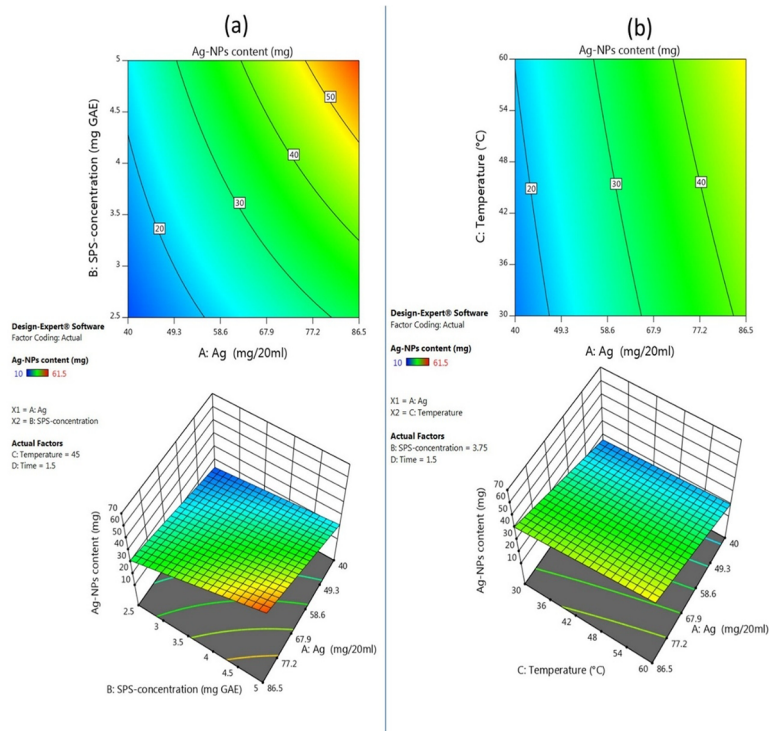 (a)
Ag-NPs content (mg)
5
4.5
4
3.5
3
2.5
B: SPS-concentration (mg GAE)
50
40
30
20
40 49.3 58.6 67.9 77.2 86.5
A: Ag (mg/20ml)
Design-Expert® Software
Factor Coding: Actual
Ag-NPs content (mg)
10 61.5
X1 = A: Ag
X2 = B: SPS-concentration
Actual Factors
C: Temperature = 45
D: Time = 1.5
Ag-NPs content (mg)
70
60
50
40
30
20
10
2.5
3
3.5
4
4.5
5
B: SPS-concentration (mg GAE)
40
49.3
58.6
67.9
77.2
86.5
A: Ag (mg/20ml)
(b)
Ag-NPs content (mg)
60
54
48
42
36
30
C: Temperature (°C)
20
30
40
40 49.3 58.6 67.9 77.2 86.5
A: Ag (mg/20ml)
Design-Expert® Software
Factor Coding: Actual
Ag-NPs content (mg)
10 61.5
X1 = A: Ag
X2 = C: Temperature
Actual Factors
B: SPS-concentration = 3.75
D: Time = 1.5
Ag-NPs content (mg)
70
60
50
40
30
20
10
30
36
42
48
54
60
C: Temperature (°C)
40
49.3
58.6
67.9
77.2
86.5
A: Ag (mg/20ml)